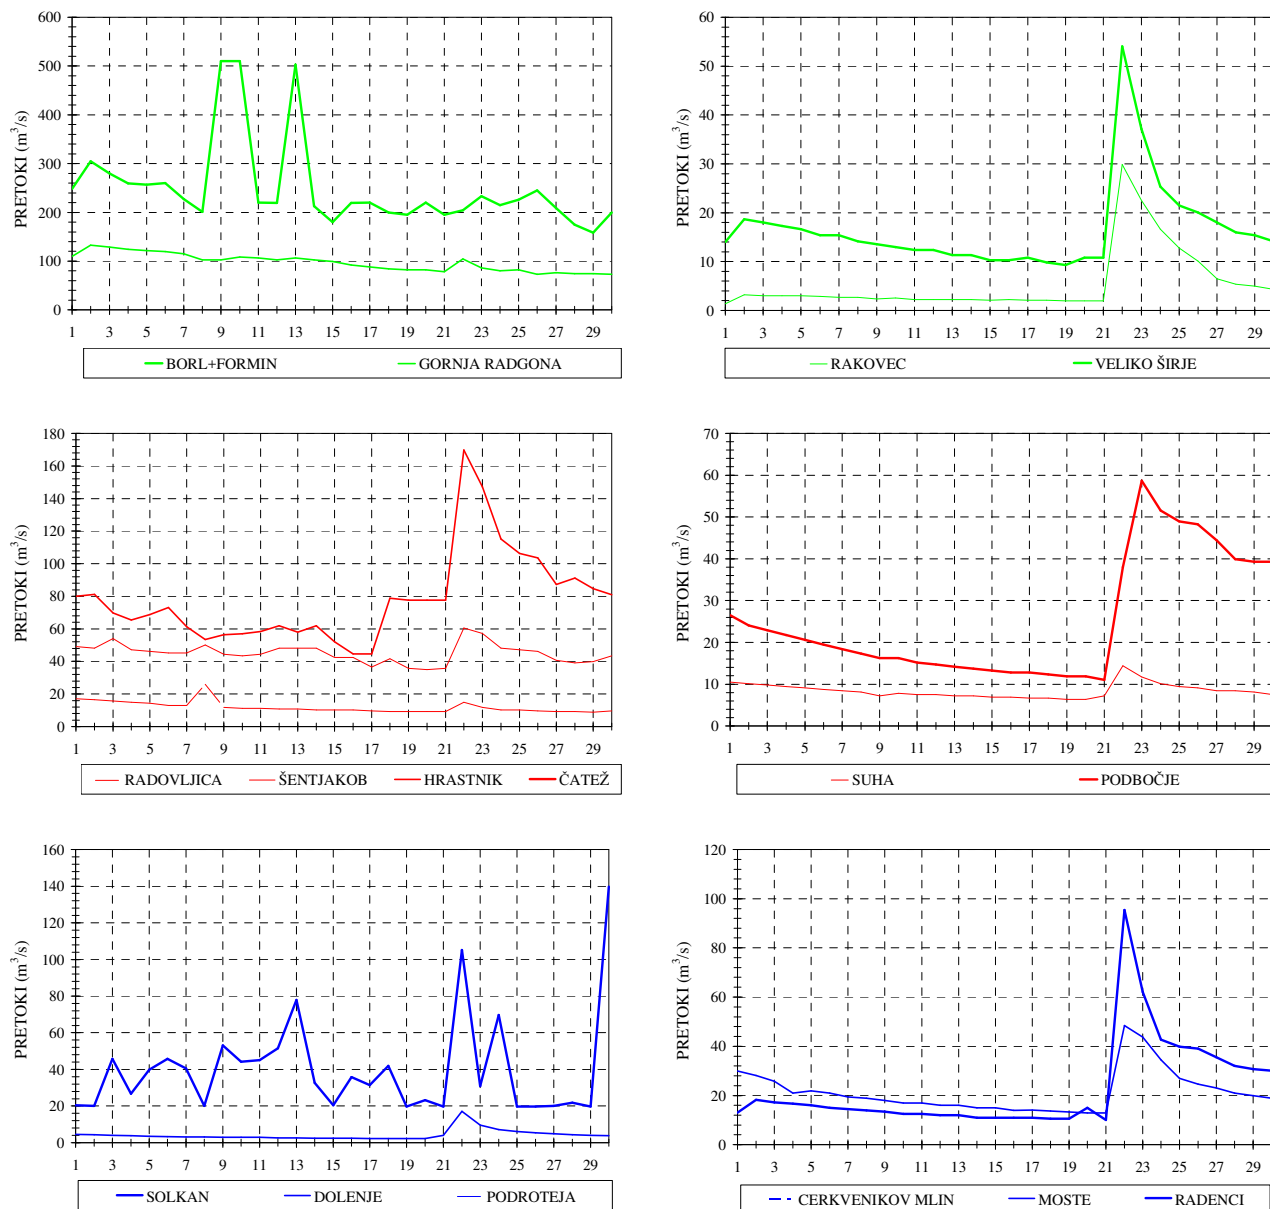 PRETOKI (m³/s)
600
500
400
300
200
100
0
1 3 5 7 9 11 13 15 17 19 21 23 25 27 29
BORL+FORMIN GORNJA RADGONA
PRETOKI (m³/s)
60
50
40
30
20
10
0
1 3 5 7 9 11 13 15 17 19 21 23 25 27 29
RAKOVEC VELIKO ŠIRJE
PRETOKI (m³/s)
180
160
140
120
100
80
60
40
20
0
1 3 5 7 9 11 13 15 17 19 21 23 25 27 29
RADOVLJICA ŠENTJAKOB HRASTNIK ČATEŽ
PRETOKI (m³/s)
70
60
50
40
30
20
10
0
1 3 5 7 9 11 13 15 17 19 21 23 25 27 29
SUHA PODBOČJE
PRETOKI (m³/s)
160
140
120
100
80
60
40
20
0
1 3 5 7 9 11 13 15 17 19 21 23 25 27 29
SOLKAN DOLENJE PODROTEJA
PRETOKI (m³/s)
120
100
80
60
40
20
0
1 3 5 7 9 11 13 15 17 19 21 23 25 27 29
CERKVENIKOV MLIN MOSTE RADENCI